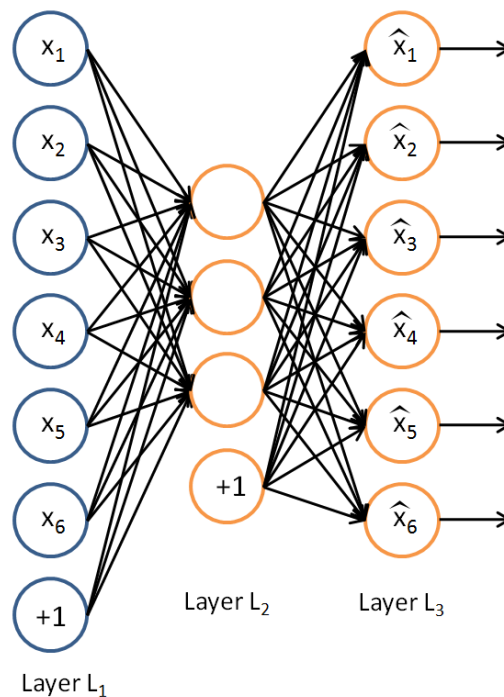 x₁
x₂
x₃
x₄
x₅
x₆
+1
Layer L₁
+1
Layer L₂
x̂₁
x̂₂
x̂₃
x̂₄
x̂₅
x̂₆
Layer L₃